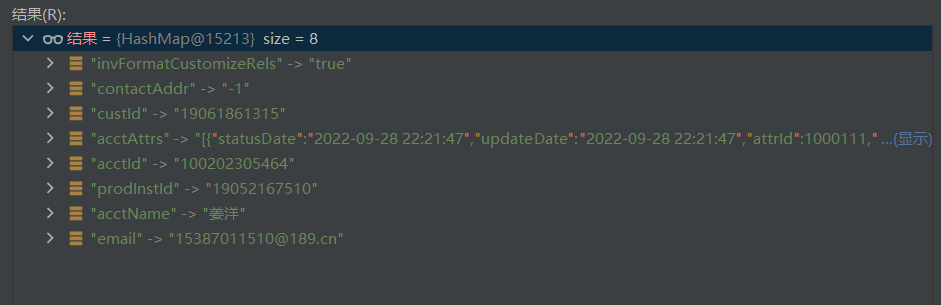 结果(R):
结果 = {HashMap@15213} size = 8
"invFormatCustomizeRels" -> "true"
"contactAddr" -> "-1"
"custId" -> "19061861315"
"acctAttrs" -> "[{"statusDate":"2022-09-28 22:21:47","updateDate":"2022-09-28 22:21:47","attrId":1000111," ...(显示)
"acctId" -> "100202305464"
"prodInstId" -> "19052167510"
"acctName" -> "姜洋"
"email" -> "15387011510@189.cn"